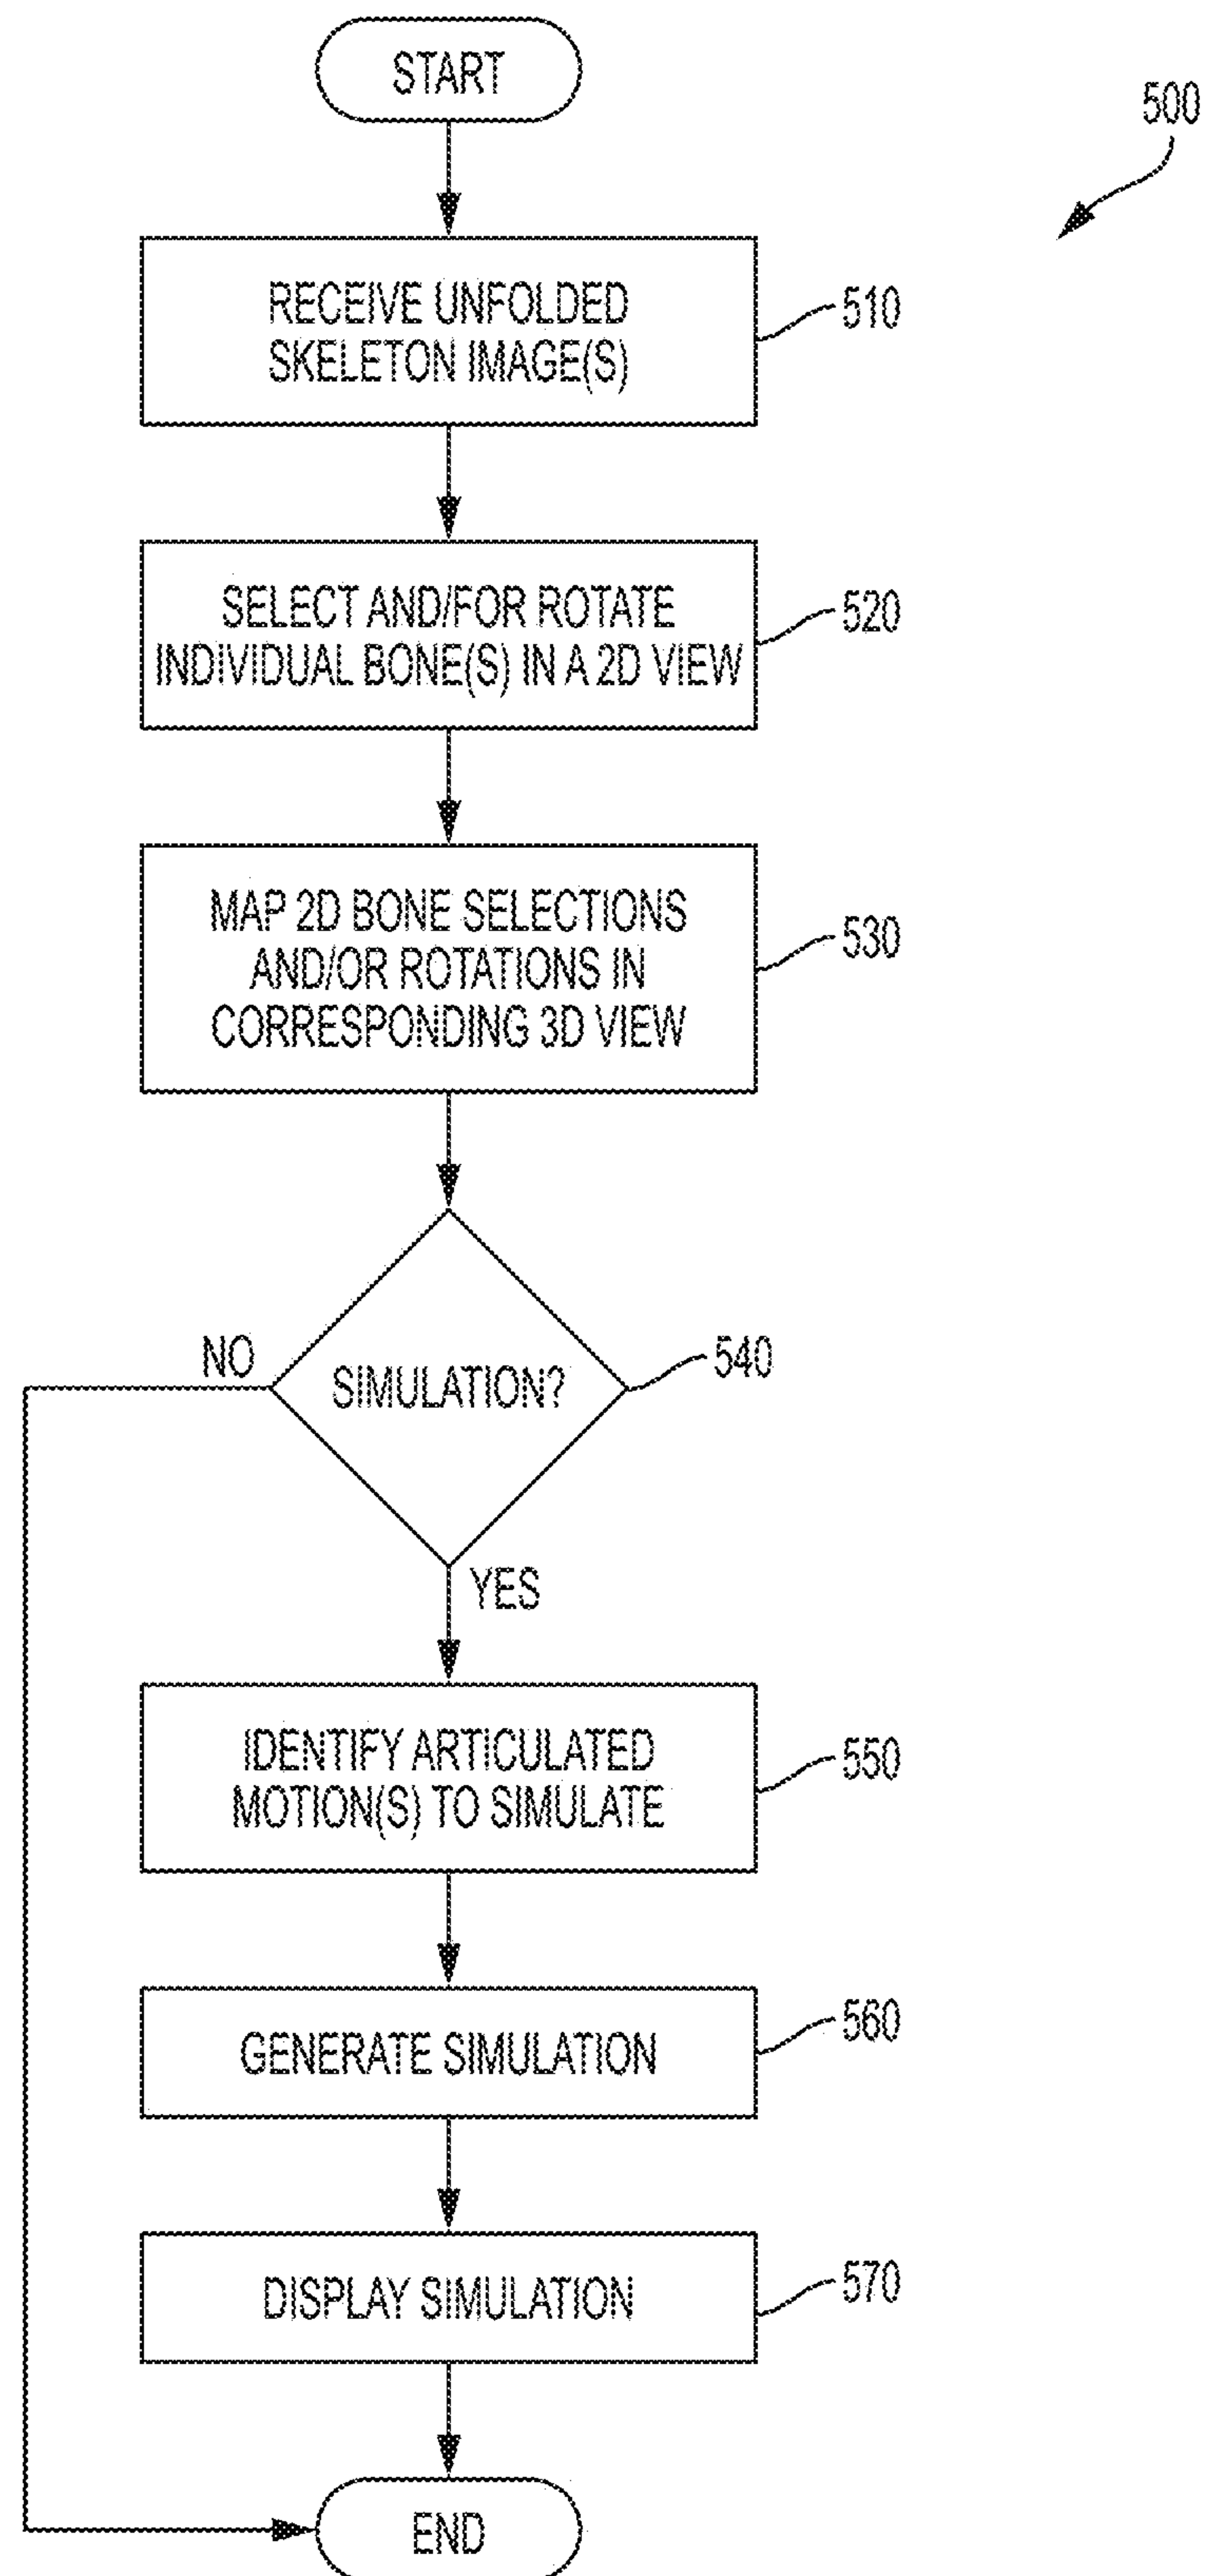 START
500
RECEIVE UNFOLDED
SKELETON IMAGE(S)
510
SELECT AND/FOR ROTATE
INDIVIDUAL BONE(S) IN A 2D VIEW
520
MAP 2D BONE SELECTIONS
AND/OR ROTATIONS IN
CORRESPONDING 3D VIEW
530
NO
SIMULATION?
540
YES
IDENTIFY ARTICULATED
MOTION(S) TO SIMULATE
550
GENERATE SIMULATION
560
DISPLAY SIMULATION
570
END